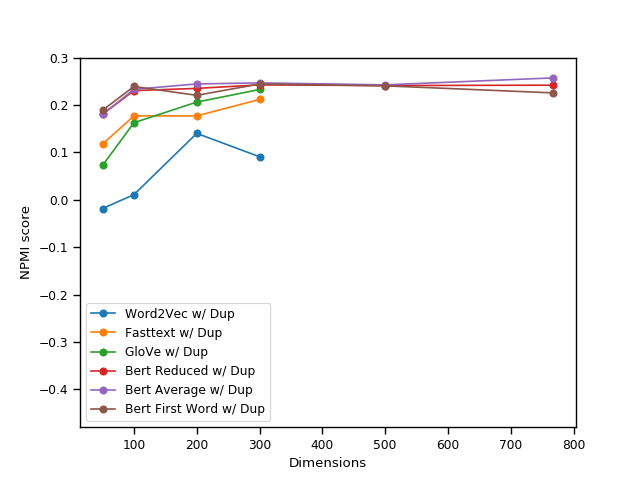 0.3
0.2
0.1
0.0
−0.1
−0.2
−0.3
−0.4
NPMI score
Word2Vec w/ Dup
Fasttext w/ Dup
GloVe w/ Dup
Bert Reduced w/ Dup
Bert Average w/ Dup
Bert First Word w/ Dup
100 200 300 400 500 600 700 800
Dimensions